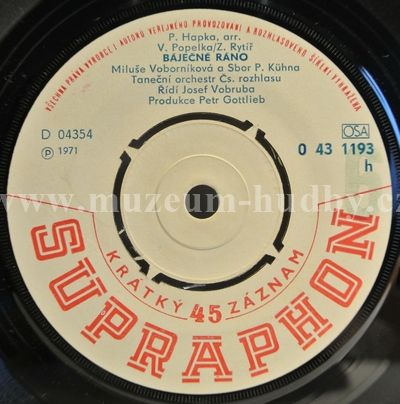 VŠECHNA PRÁVA VÝROBCE I AUTORŮ VEŘEJNÉHO PROVOZOVÁNÍ A ROZHLASOVÉHO ŠÍŘENÍ VYHRAŽENA
P. Hapka, arr.
V. Popelka/Z. Rytíř
BÁJEČNÉ RÁNO
Miluše Voborníková a Sbor P. Kühna
Taneční orchestr Čs. rozhlasu
Řídí Josef Vobruba
Produkce Petr Gottlieb
D 04354
OSA
Ⓟ 1971
0 43 1193
h
www.muzeum-hudby.cz
KRÁTKÝ 45 ZÁZNAM
SUPRAPHON